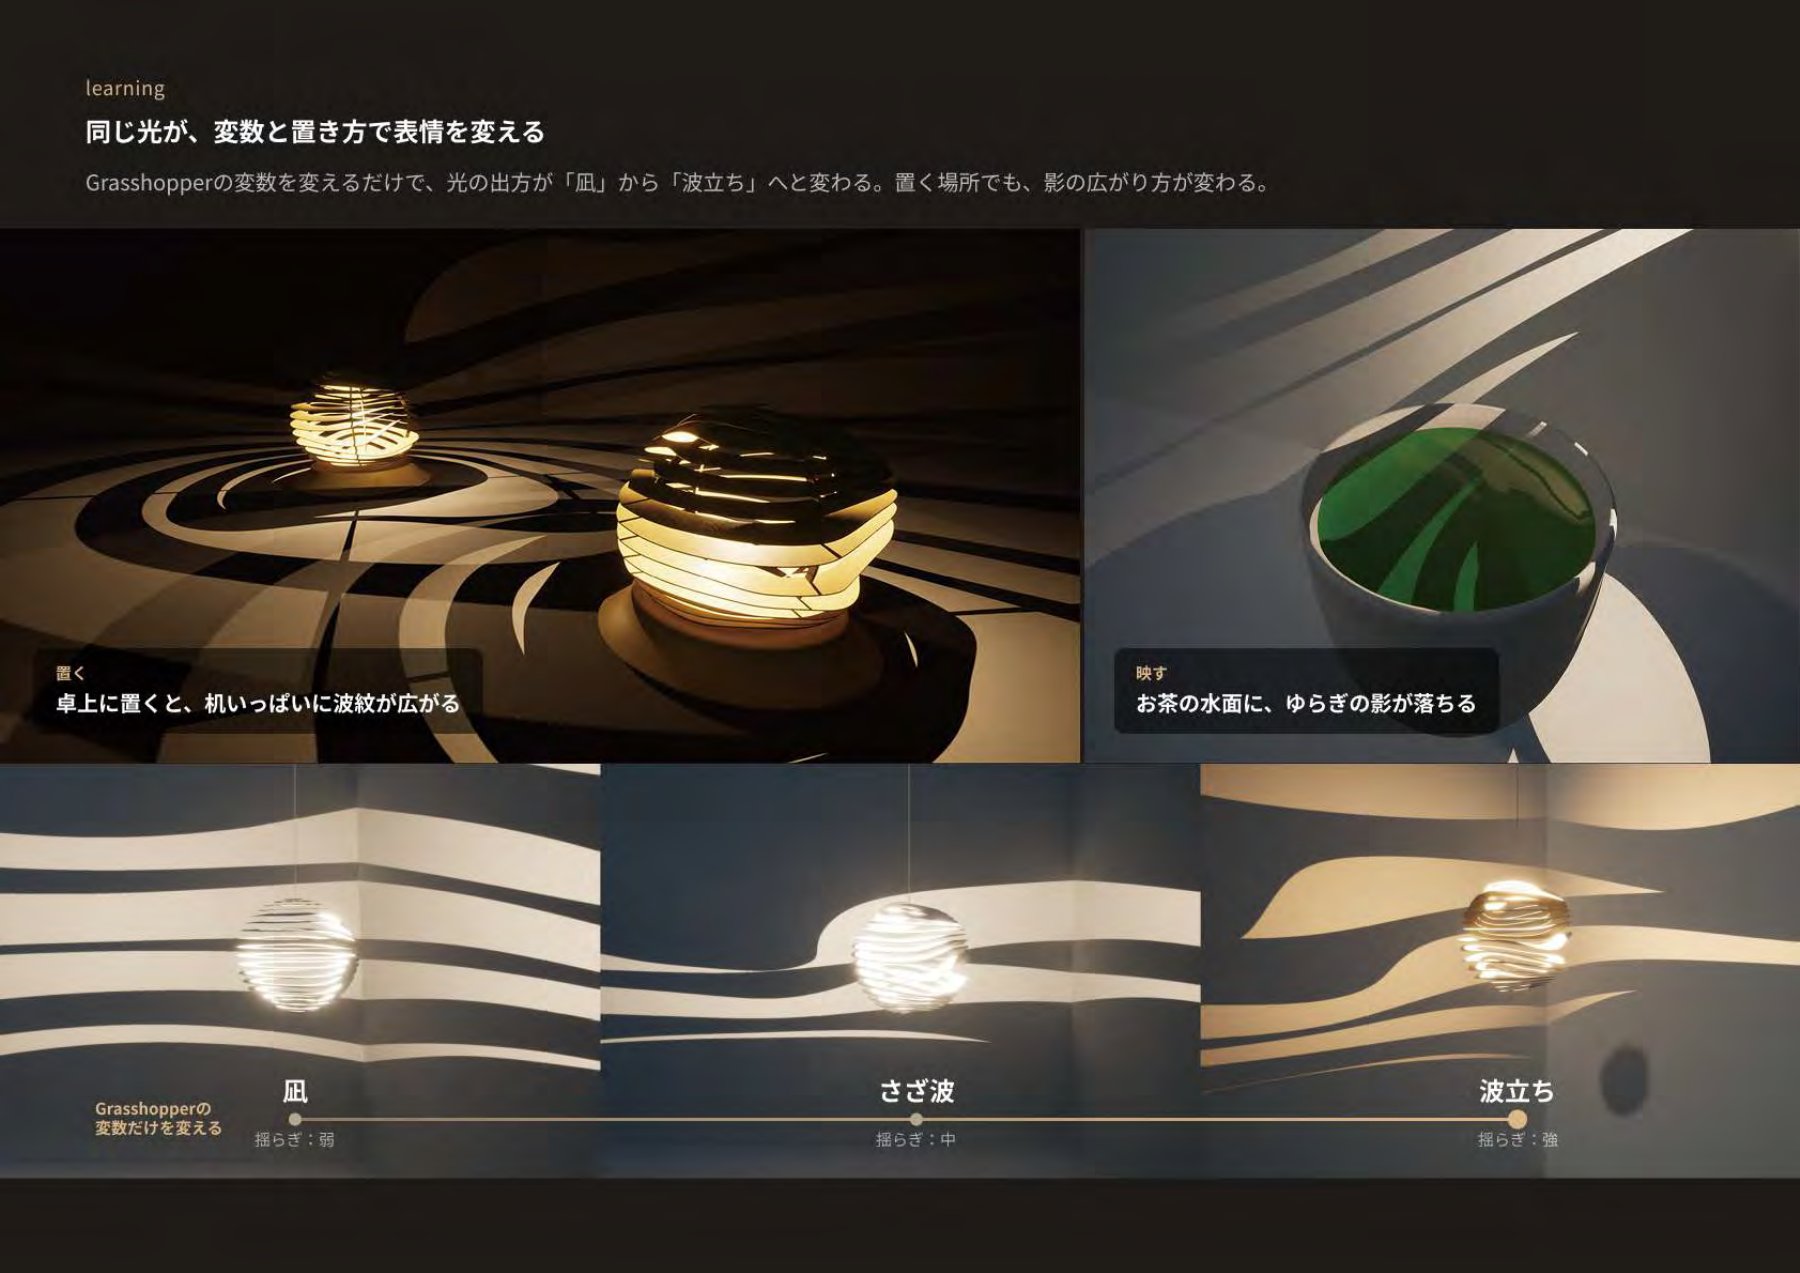 learning
同じ光が、変数と置き方で表情を変える
Grasshopperの変数を変えるだけで、光の出方が「凪」から「波立ち」へと変わる。置く場所でも、影の広がり方が変わる。
置く
卓上に置くと、机いっぱいに波紋が広がる
映す
お茶の水面に、ゆらぎの影が落ちる
Grasshopperの
変数だけを変える
凪
揺らぎ：弱
さざ波
揺らぎ：中
波立ち
揺らぎ：強